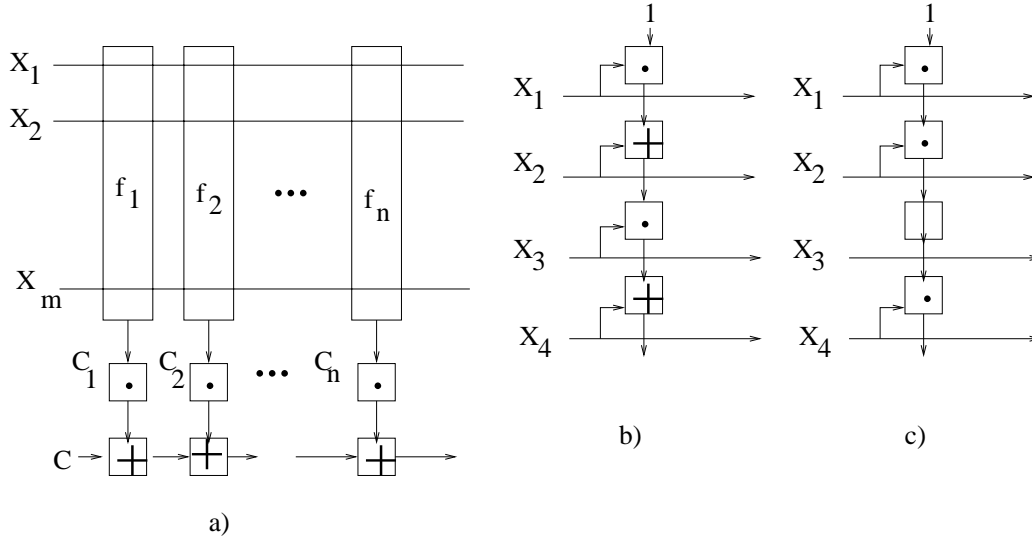 X1
X2
Xm
f1
f2
...
fn
C1
.
C2
.
...
Cn
.
C
+
+
+
a)
1
.
X1
+
X2
.
X3
+
X4
b)
1
.
X1
.
X2
X3
.
X4
c)